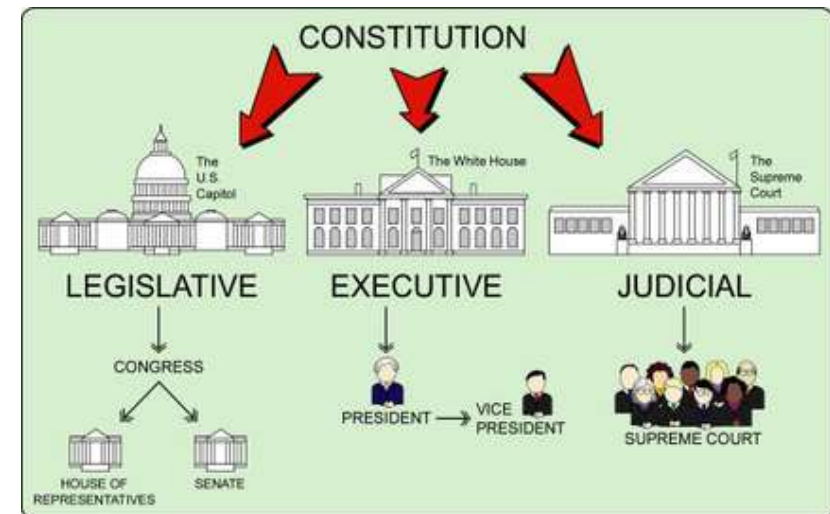 CONSTITUTION
The
U.S.
Capitol
The White House
The
Supreme
Court
LEGISLATIVE
EXECUTIVE
JUDICIAL
CONGRESS
HOUSE OF
REPRESENTATIVES
SENATE
PRESIDENT
VICE
PRESIDENT
SUPREME COURT